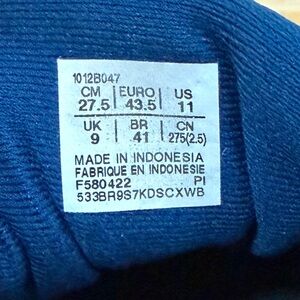 1012B047
CM EURO US
27.5 43.5 11
UK BR CN
9 41 275(2.5)
MADE IN INDONESIA
FABRIQUE EN INDONESIE
F580422 PI
533BR9S7KDSCXWB